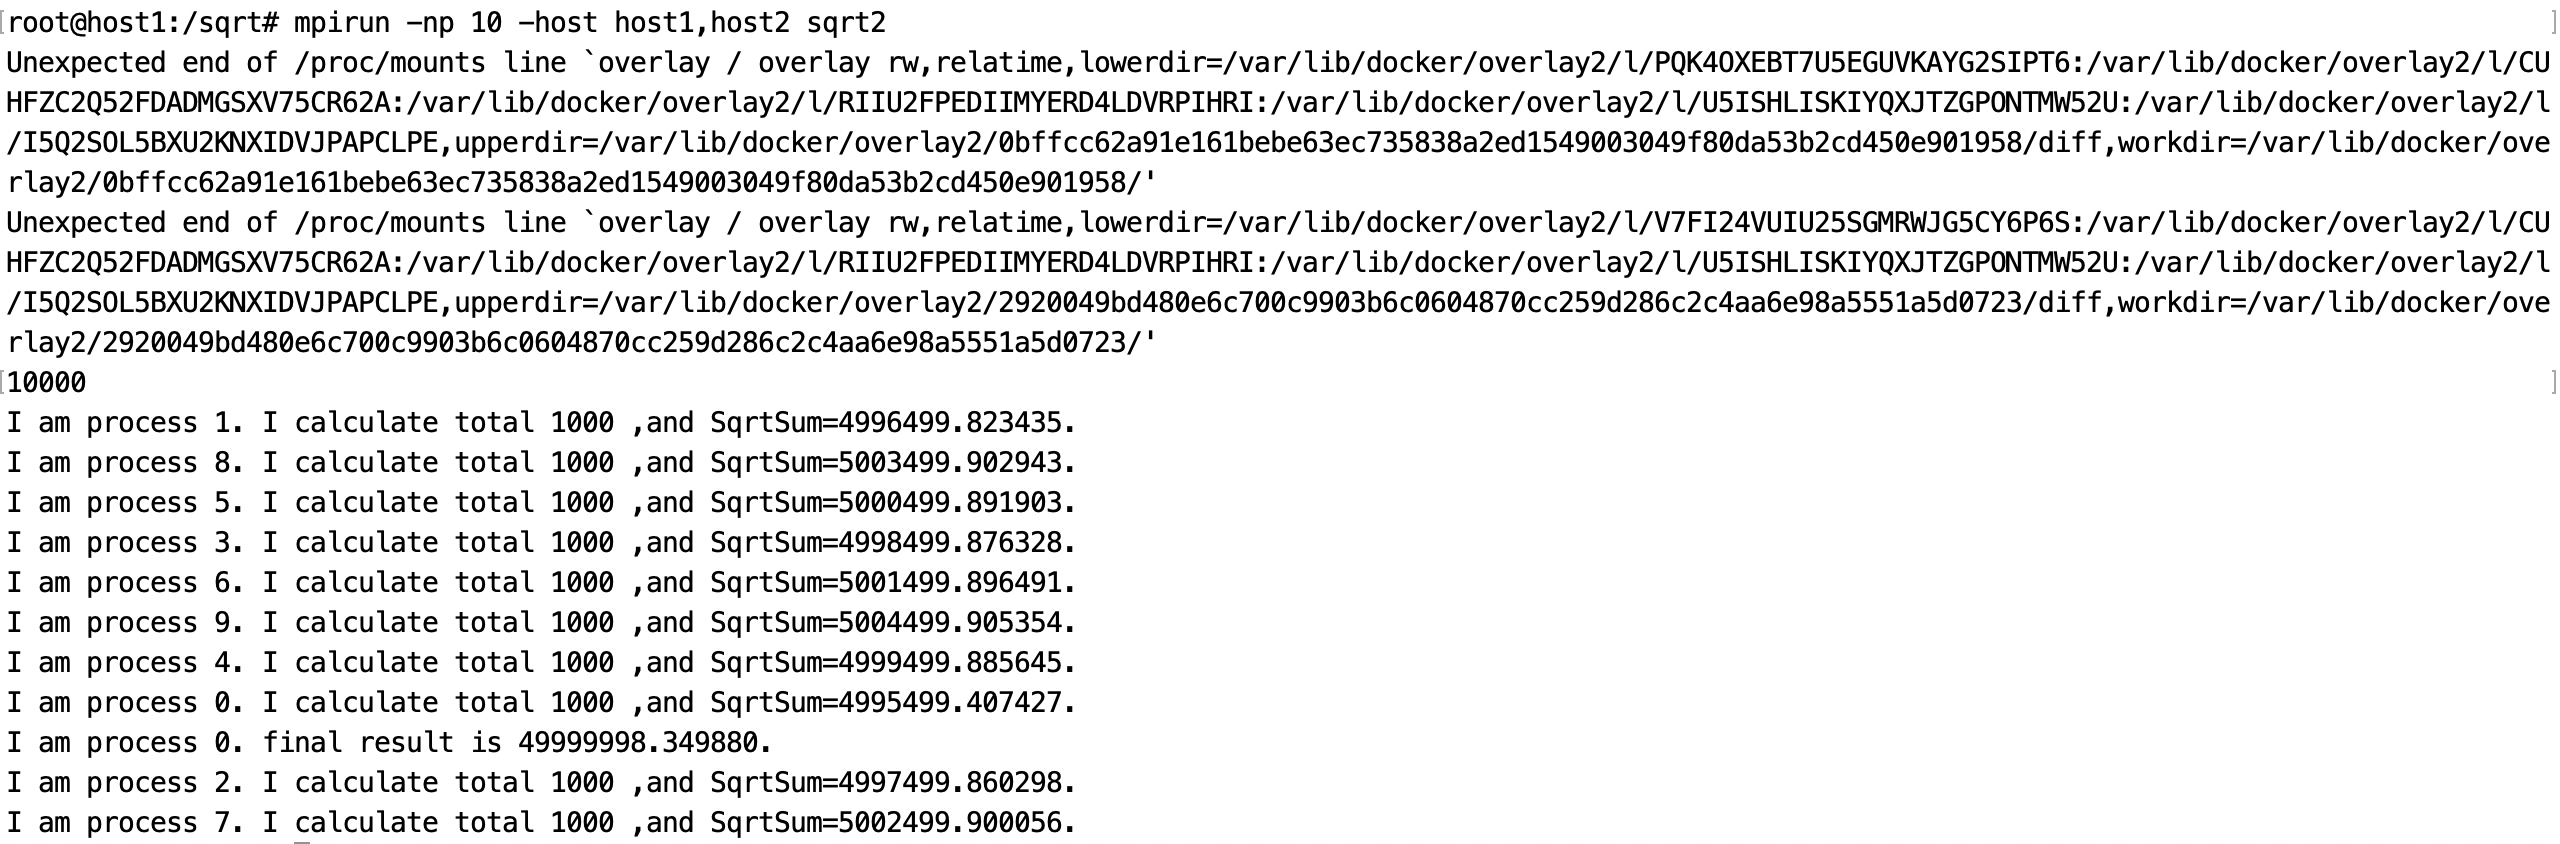 root@host1:/sqrt# mpirun -np 10 -host host1,host2 sqrt2
Unexpected end of /proc/mounts line `overlay / overlay rw,relatime,lowerdir=/var/lib/docker/overlay2/l/PQK4OXEBT7U5EGUVKAYG2SIPT6:/var/lib/docker/overlay2/l/CU
HFZC2Q52FDADMGSXV75CR62A:/var/lib/docker/overlay2/l/RIIU2FPEDIIMYERD4LDVRPIHRI:/var/lib/docker/overlay2/l/U5ISHLISKIYQXJTZGPONTMW52U:/var/lib/docker/overlay2/l
/I5Q2SOL5BXU2KNXIDVJPAPCLPE,upperdir=/var/lib/docker/overlay2/0bffcc62a91e161bebe63ec735838a2ed1549003049f80da53b2cd450e901958/diff,workdir=/var/lib/docker/ove
rlay2/0bffcc62a91e161bebe63ec735838a2ed1549003049f80da53b2cd450e901958/'
Unexpected end of /proc/mounts line `overlay / overlay rw,relatime,lowerdir=/var/lib/docker/overlay2/l/V7FI24VUIU25SGMRWJG5CY6P6S:/var/lib/docker/overlay2/l/CU
HFZC2Q52FDADMGSXV75CR62A:/var/lib/docker/overlay2/l/RIIU2FPEDIIMYERD4LDVRPIHRI:/var/lib/docker/overlay2/l/U5ISHLISKIYQXJTZGPONTMW52U:/var/lib/docker/overlay2/l
/I5Q2SOL5BXU2KNXIDVJPAPCLPE,upperdir=/var/lib/docker/overlay2/2920049bd480e6c700c9903b6c0604870cc259d286c2c4aa6e98a5551a5d0723/diff,workdir=/var/lib/docker/ove
rlay2/2920049bd480e6c700c9903b6c0604870cc259d286c2c4aa6e98a5551a5d0723/'
10000
I am process 1. I calculate total 1000 ,and SqrtSum=4996499.823435.
I am process 8. I calculate total 1000 ,and SqrtSum=5003499.902943.
I am process 5. I calculate total 1000 ,and SqrtSum=5000499.891903.
I am process 3. I calculate total 1000 ,and SqrtSum=4998499.876328.
I am process 6. I calculate total 1000 ,and SqrtSum=5001499.896491.
I am process 9. I calculate total 1000 ,and SqrtSum=5004499.905354.
I am process 4. I calculate total 1000 ,and SqrtSum=4999499.885645.
I am process 0. I calculate total 1000 ,and SqrtSum=4995499.407427.
I am process 0. final result is 49999998.349880.
I am process 2. I calculate total 1000 ,and SqrtSum=4997499.860298.
I am process 7. I calculate total 1000 ,and SqrtSum=5002499.900056.